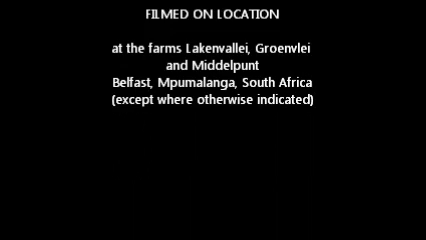 FILMED ON LOCATION
at the farms Lakenvallei, Groenvlei
and Middelpunt
Belfast, Mpumalanga, South Africa
(except where otherwise indicated)